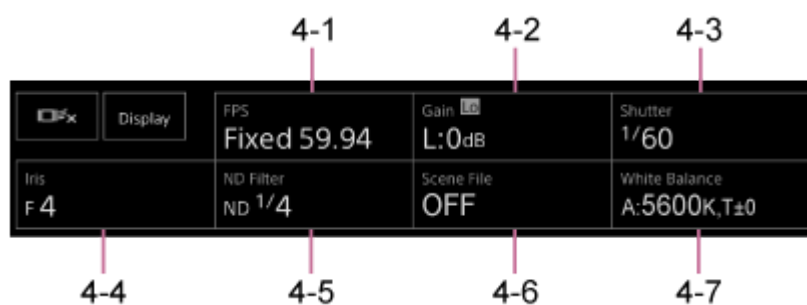 4-1 4-2 4-3
Display
FPS
Fixed 59.94
Gain Lo
L:0dB
Shutter
1/60
Iris
F 4
ND Filter
ND 1/4
Scene File
OFF
White Balance
A:5600K,T±0
4-4 4-5 4-6 4-7